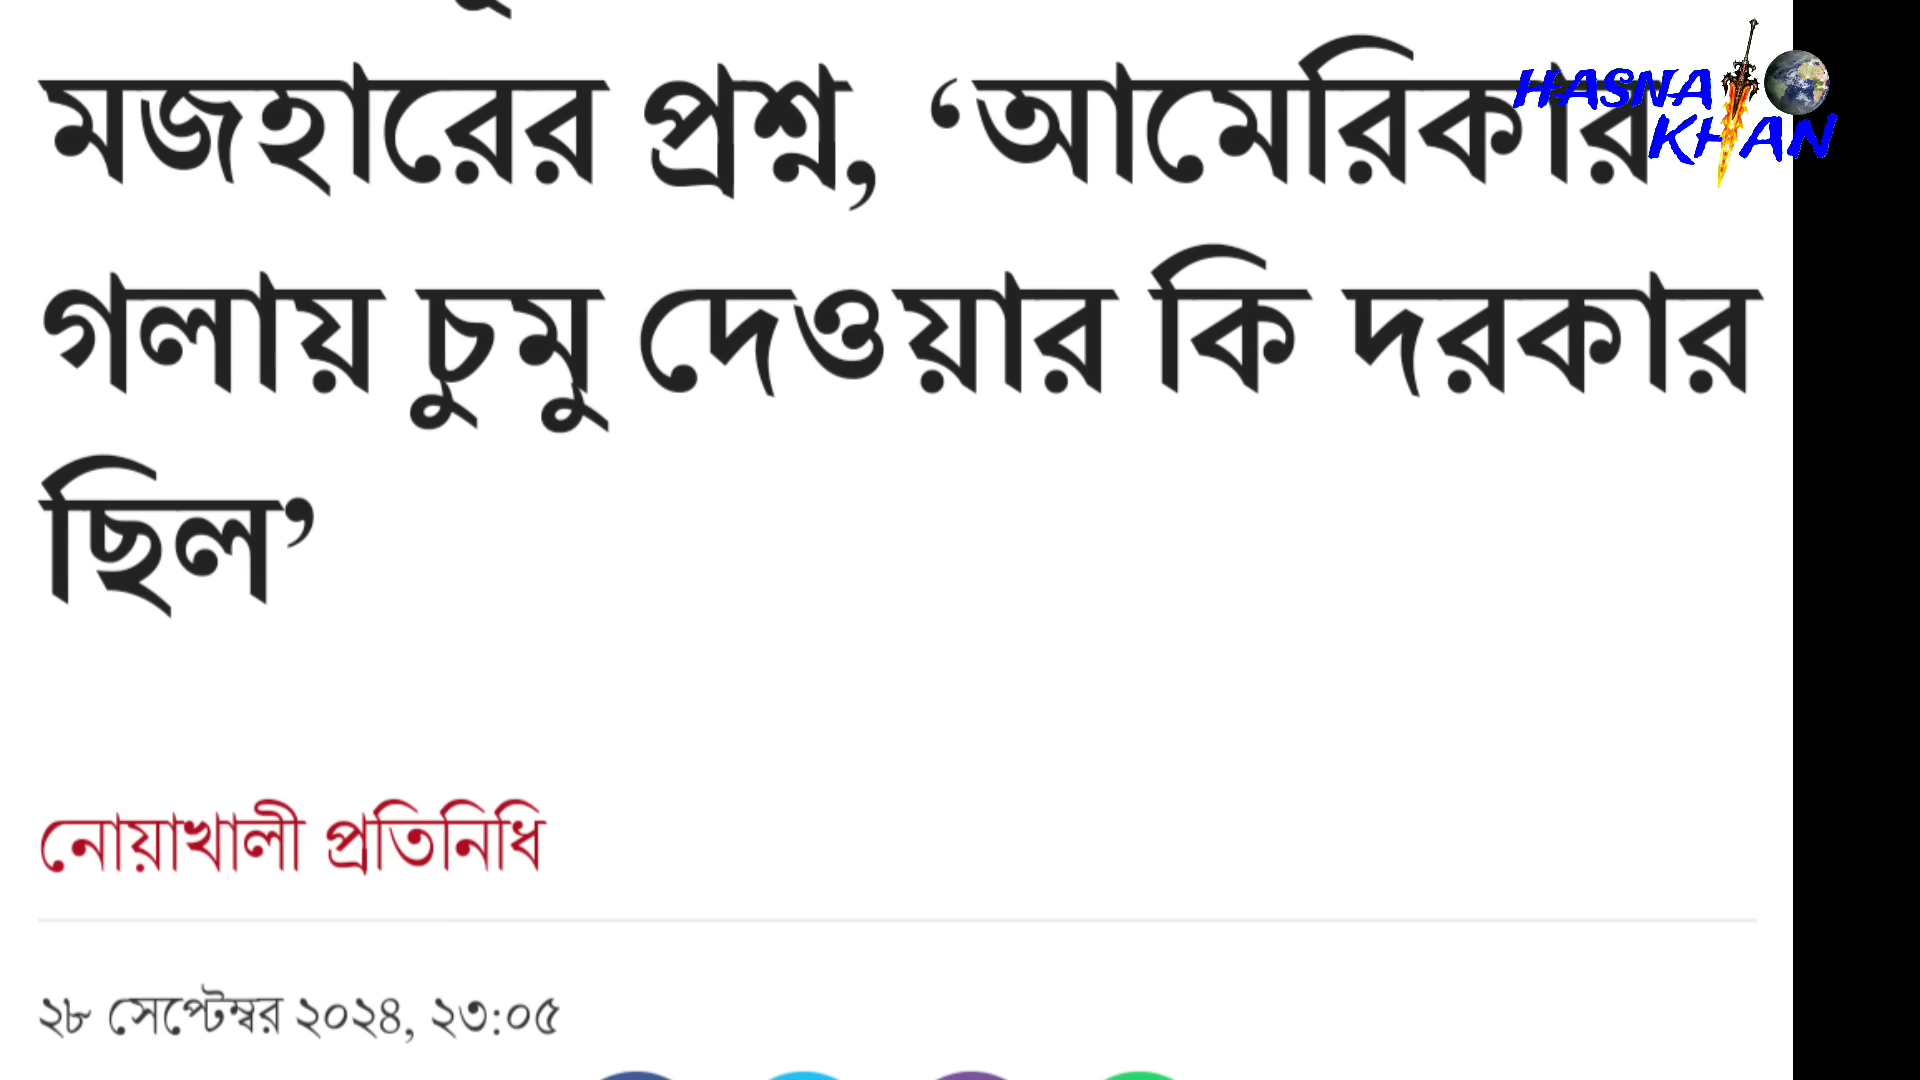 মজহারের প্রশ্ন, ‘আমেরিকার
গলায় চুমু দেওয়ার কি দরকার
ছিল’
HASNA
KHAN
নোয়াখালী প্রতিনিধি
২৮ সেপ্টেম্বর ২০২৪, ২৩:০৫